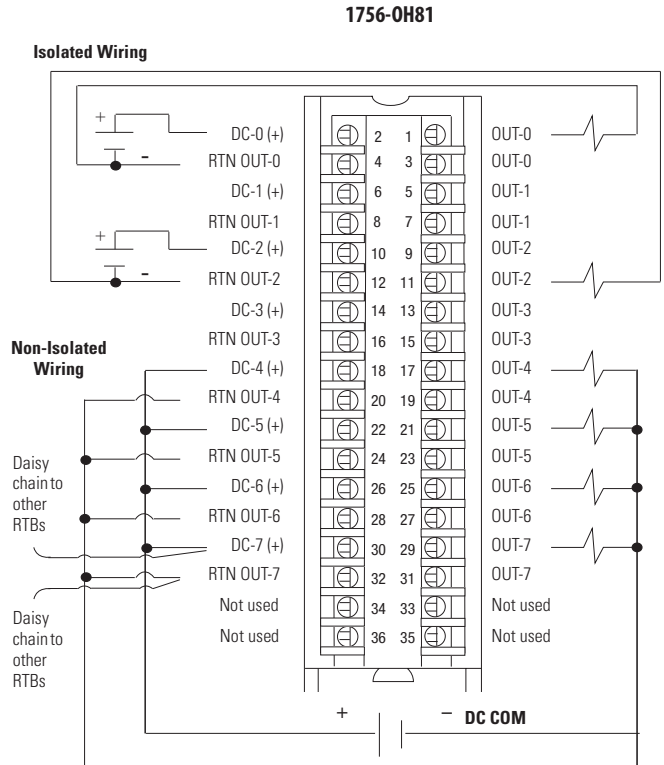 1756-OH8I
Isolated Wiring
+
DC-0 (+) 2 1 OUT-0
-
RTN OUT-0 4 3 OUT-0
DC-1 (+) 6 5 OUT-1
RTN OUT-1 8 7 OUT-1
+
DC-2 (+) 10 9 OUT-2
-
RTN OUT-2 12 11 OUT-2
DC-3 (+) 14 13 OUT-3
RTN OUT-3 16 15 OUT-3
Non-Isolated
Wiring
DC-4 (+) 18 17 OUT-4
RTN OUT-4 20 19 OUT-4
DC-5 (+) 22 21 OUT-5
RTN OUT-5 24 23 OUT-5
DC-6 (+) 26 25 OUT-6
RTN OUT-6 28 27 OUT-6
DC-7 (+) 30 29 OUT-7
RTN OUT-7 32 31 OUT-7
Not used 34 33 Not used
Not used 36 35 Not used
Daisy
chain to
other
RTBs
Daisy
chain to
other
RTBs
+ – DC COM